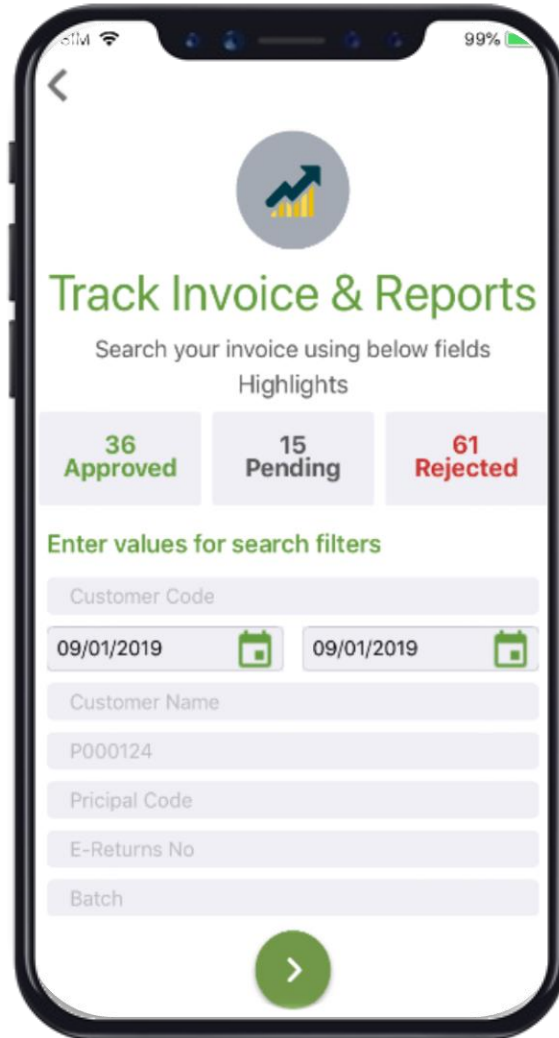 99%
Track Invoice & Reports
Search your invoice using below fields
Highlights
36 15 61
Approved Pending Rejected
Enter values for search filters
Customer Code
09/01/2019 09/01/2019
Customer Name
P000124
Pricipal Code
E-Returns No
Batch